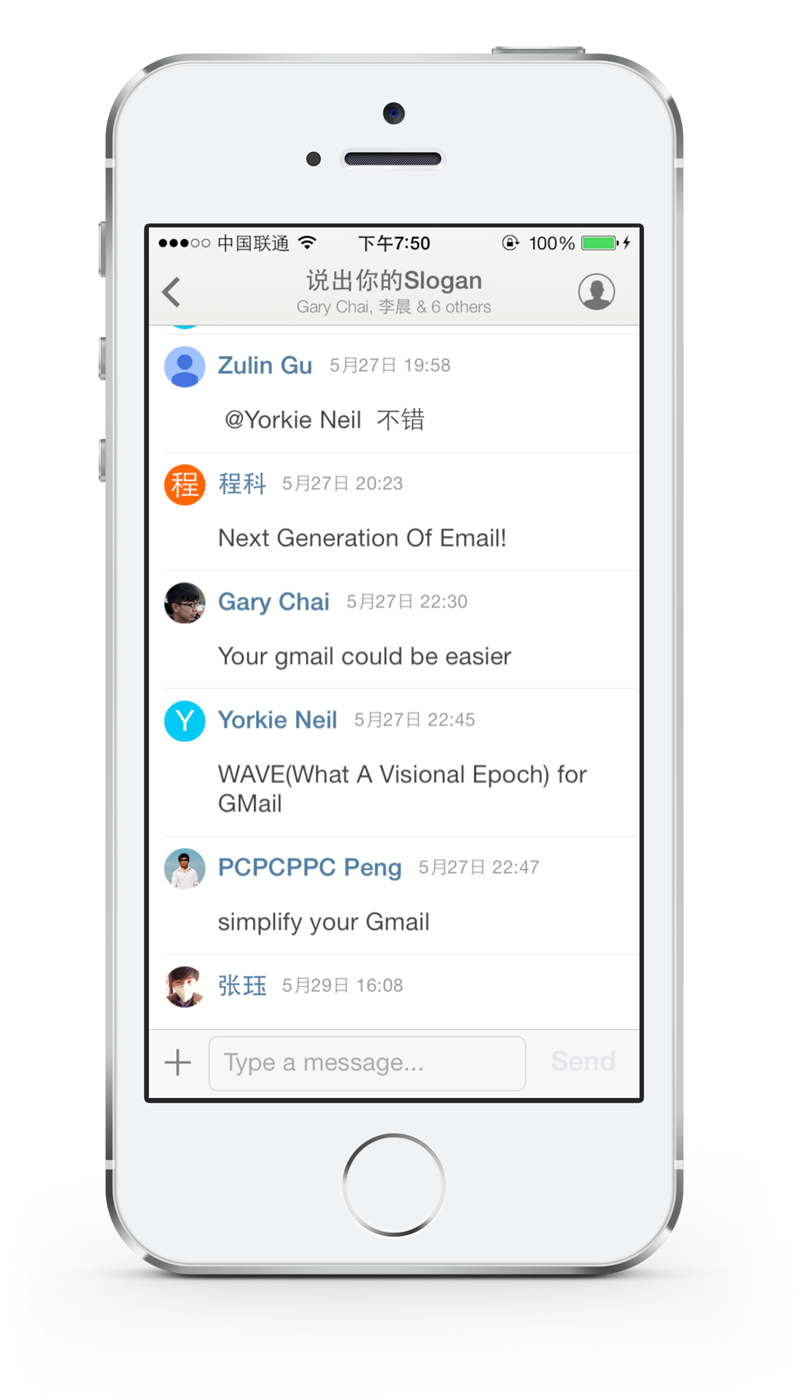 中国联通 下午7:50 100%
说出你的Slogan
Gary Chai, 李晨 & 6 others
Zulin Gu 5月27日 19:58
@Yorkie Neil 不错
程 程科 5月27日 20:23
Next Generation Of Email!
Gary Chai 5月27日 22:30
Your gmail could be easier
Y Yorkie Neil 5月27日 22:45
WAVE(What A Visional Epoch) for
GMail
PCPCPPC Peng 5月27日 22:47
simplify your Gmail
张珏 5月29日 16:08
Type a message... Send